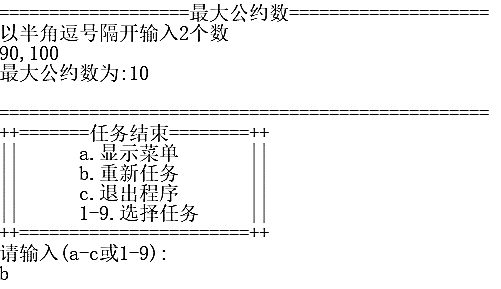 ===================最大公约数====================
以半角逗号隔开输入2个数
90,100
最大公约数为:10
=================================================
++=======任务结束========++
||      a.显示菜单       ||
||      b.重新任务       ||
||      c.退出程序       ||
||      1-9.选择任务     ||
++=======================++
请输入(a-c或1-9):
b